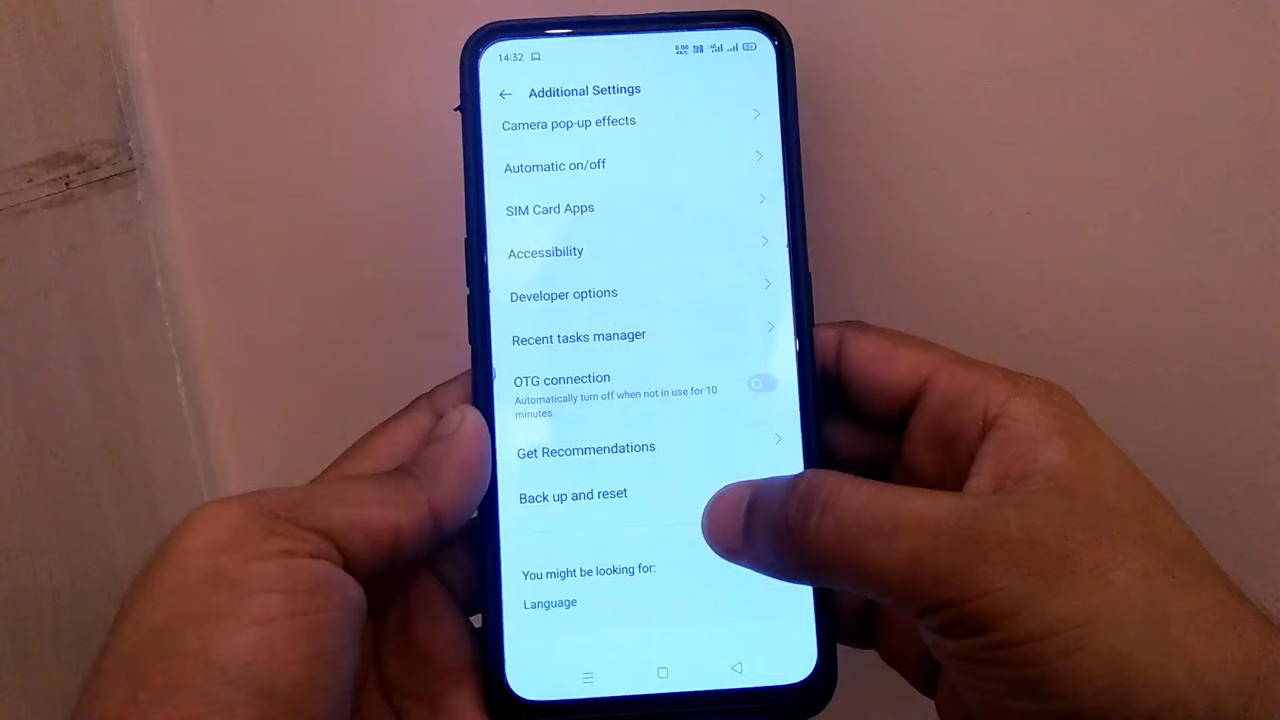 14:32
Additional Settings
Camera pop-up effects
Automatic on/off
SIM Card Apps
Accessibility
Developer options
Recent tasks manager
OTG connection
Automatically turn off when not in use for 10
minutes.
Get Recommendations
Back up and reset
You might be looking for:
Language